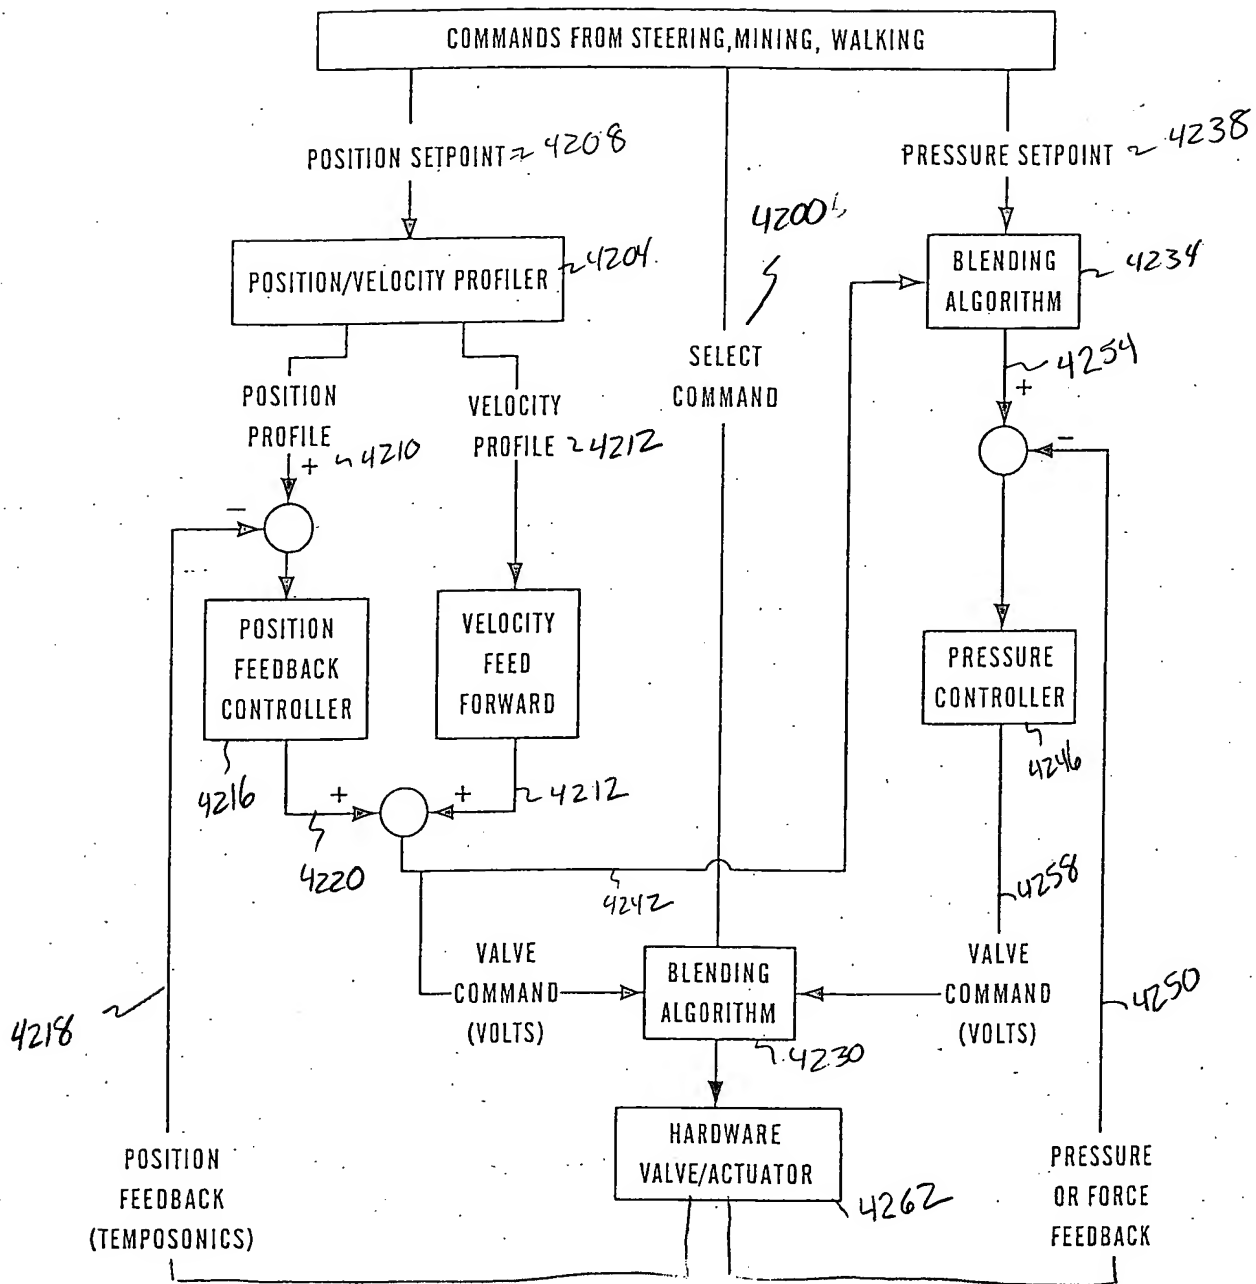 COMMANDS FROM STEERING, MINING, WALKING
POSITION SETPOINT 4208
PRESSURE SETPOINT 4238
4200
POSITION/VELOCITY PROFILER 4204
BLENDING
ALGORITHM
4234
SELECT
COMMAND
4254
+
POSITION
PROFILE
+ 4210
VELOCITY
PROFILE 4212
−
−
POSITION
FEEDBACK
CONTROLLER
VELOCITY
FEED
FORWARD
PRESSURE
CONTROLLER
4246
4216
+
+
4212
4220
4242
4258
VALVE
COMMAND
(VOLTS)
BLENDING
ALGORITHM
4230
VALVE
COMMAND
(VOLTS)
4250
4218
HARDWARE
VALVE/ACTUATOR
4262
POSITION
FEEDBACK
(TEMPOSONICS)
PRESSURE
OR FORCE
FEEDBACK